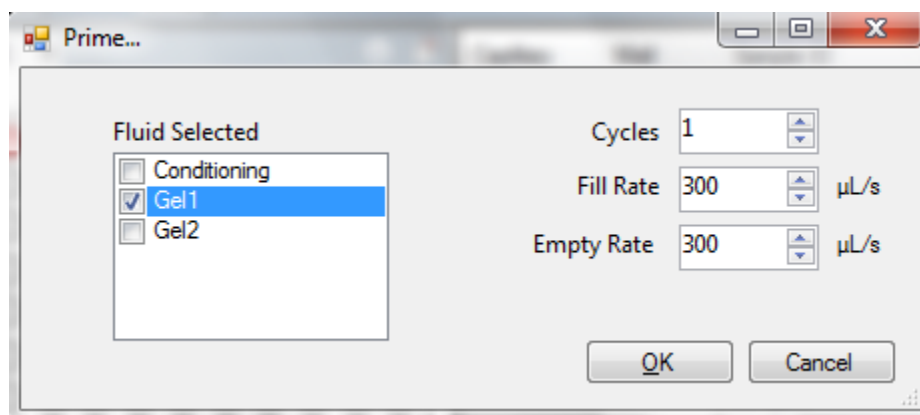 Prime...
Fluid Selected
Conditioning
Gel1
Gel2
Cycles 1
Fill Rate 300 µL/s
Empty Rate 300 µL/s
OK Cancel